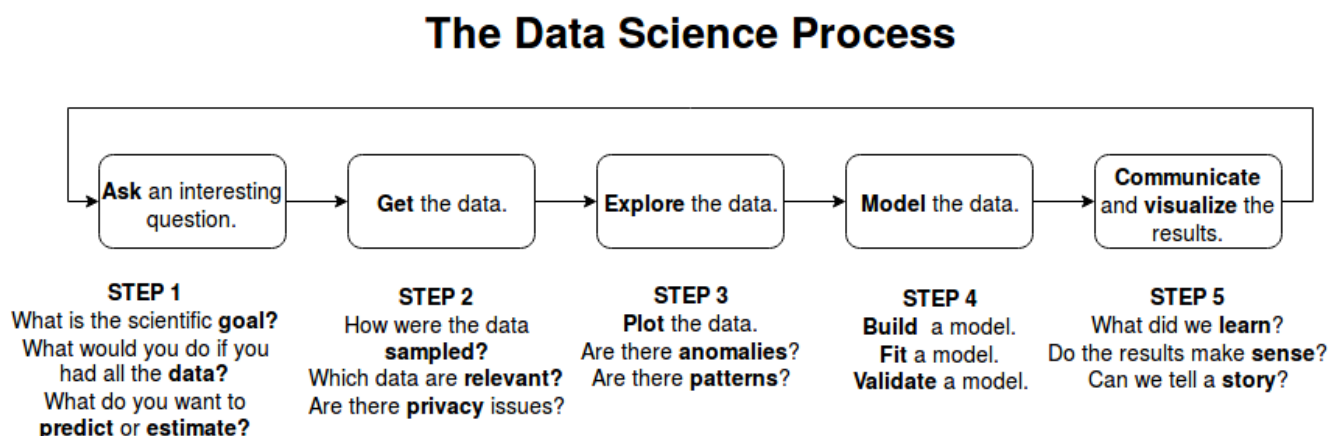 The Data Science Process
Ask an interesting
question.
Get the data.
Explore the data.
Model the data.
Communicate
and visualize the
results.
STEP 1
What is the scientific goal?
What would you do if you
had all the data?
What do you want to
predict or estimate?
STEP 2
How were the data
sampled?
Which data are relevant?
Are there privacy issues?
STEP 3
Plot the data.
Are there anomalies?
Are there patterns?
STEP 4
Build a model.
Fit a model.
Validate a model.
STEP 5
What did we learn?
Do the results make sense?
Can we tell a story?